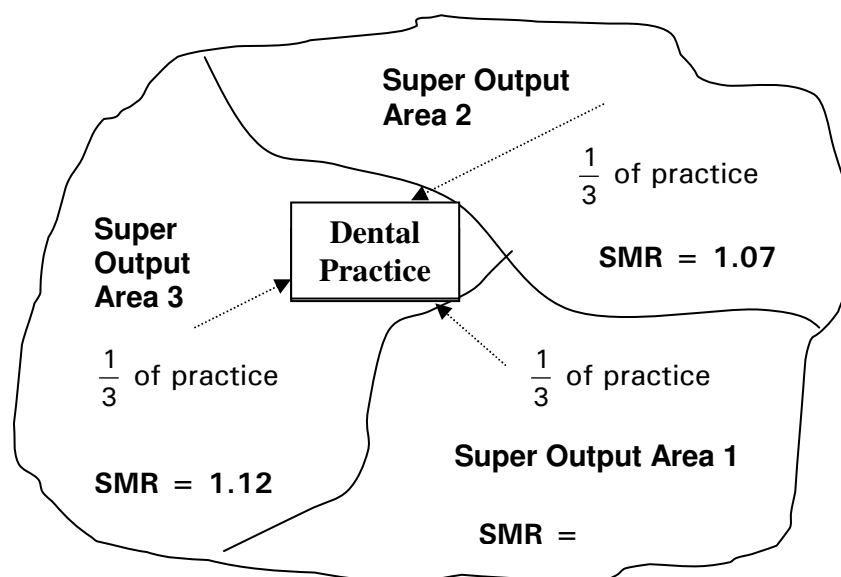 Super Output
Area 2
1/3 of practice
SMR = 1.07
Super
Output
Area 3
Dental
Practice
1/3 of practice
SMR = 1.12
1/3 of practice
Super Output Area 1
SMR =